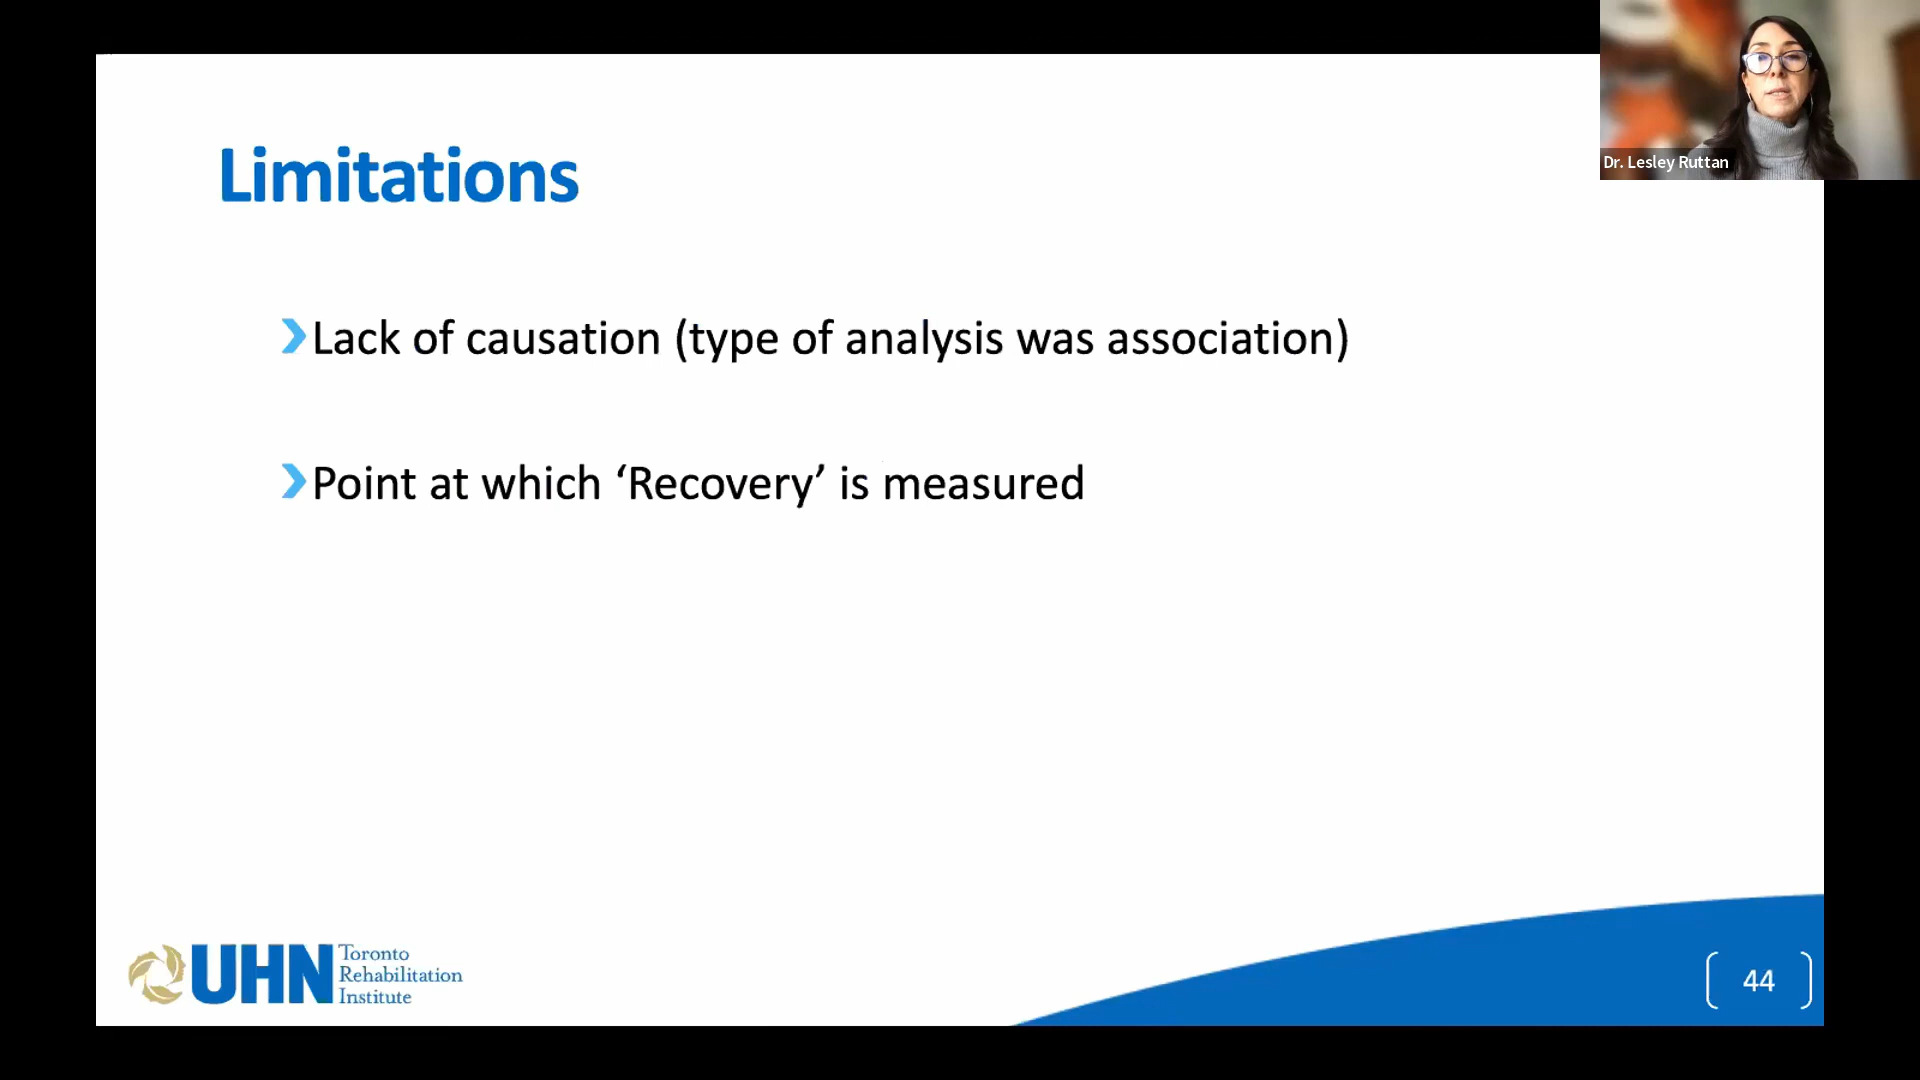 Dr. Lesley Ruttan
Limitations
Lack of causation (type of analysis was association)
Point at which ‘Recovery’ is measured
UHN
Toronto
Rehabilitation
Institute
44